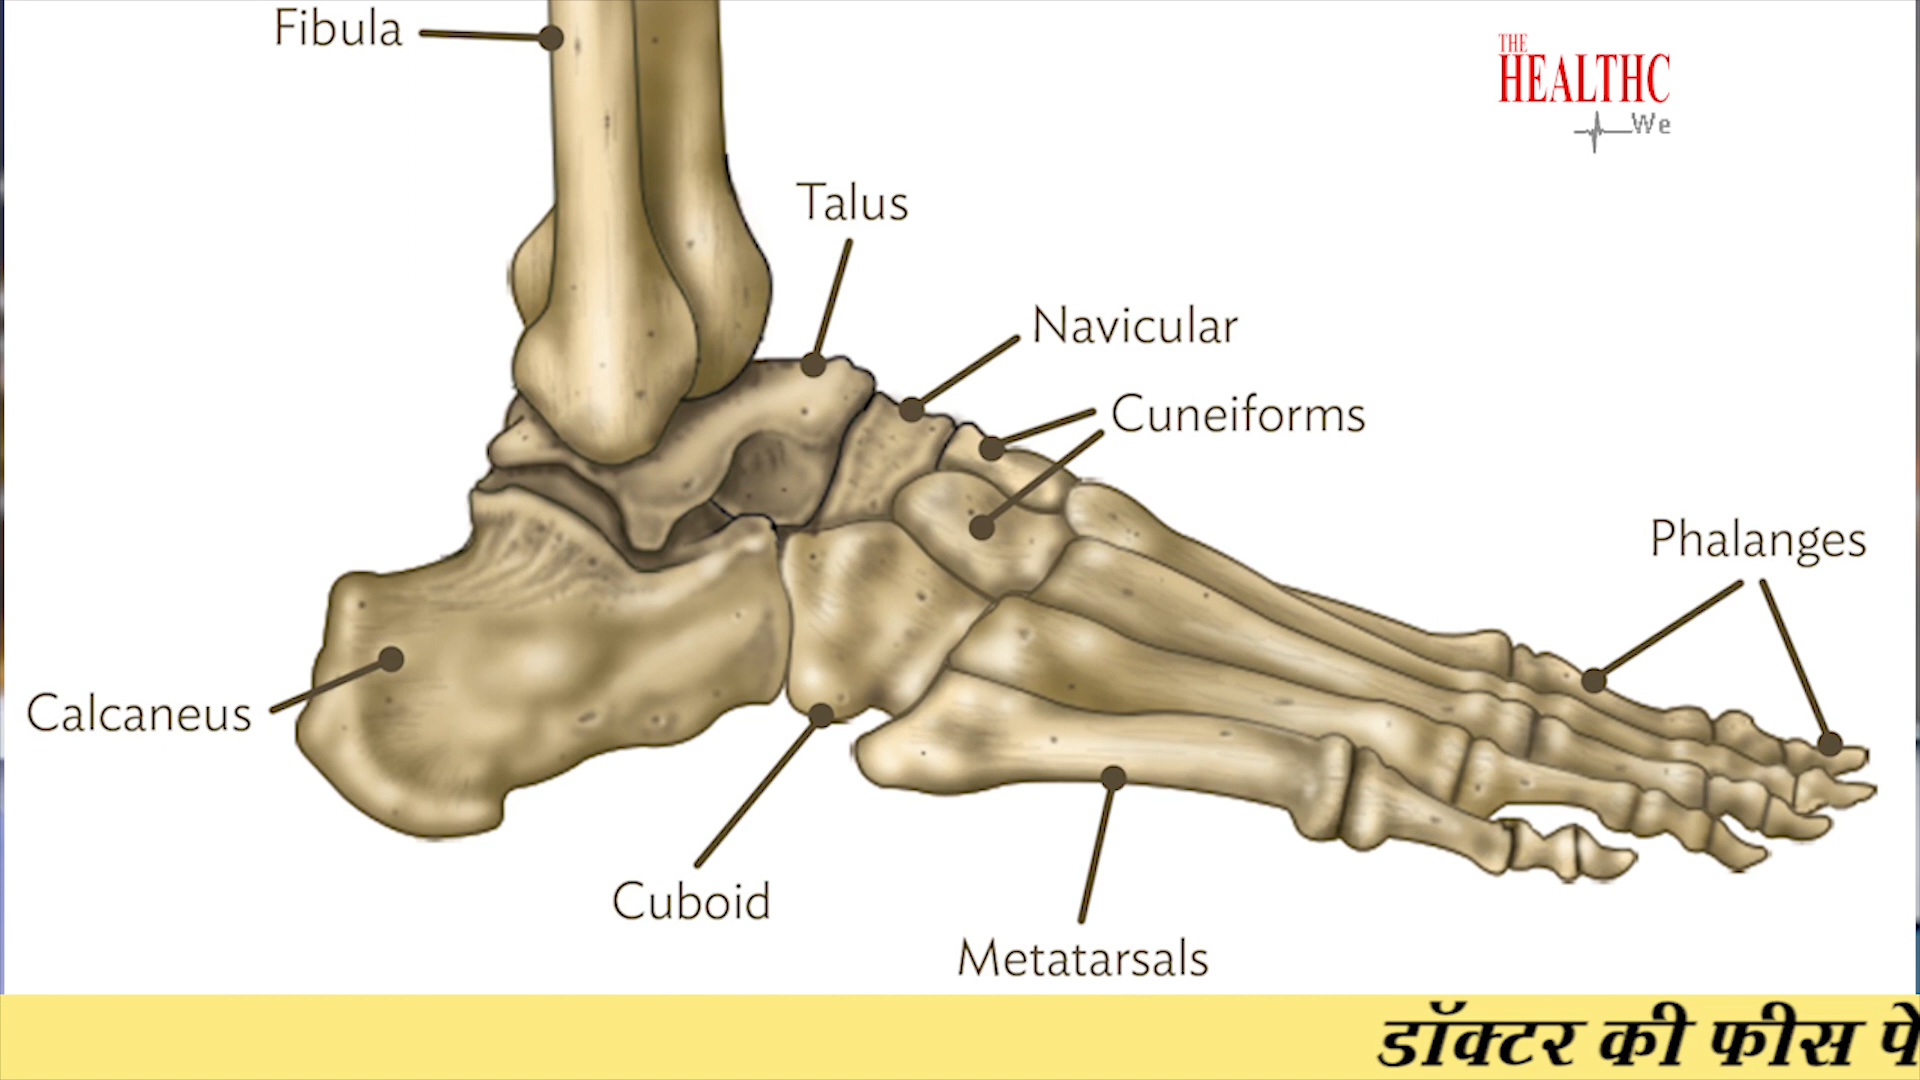 Fibula
THE
HEALTHC
We
Talus
Navicular
Cuneiforms
Phalanges
Calcaneus
Cuboid
Metatarsals
डॉक्टर की फीस पे